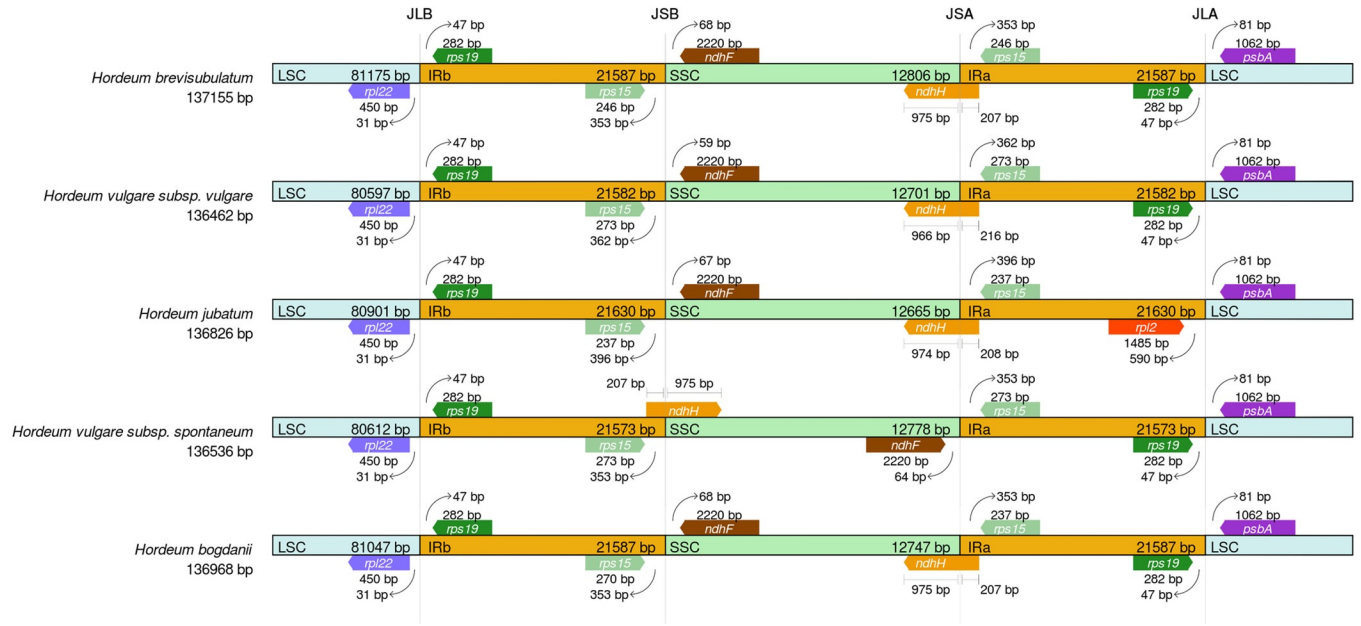 JLB JSB JSA JLA
47 bp 68 bp 353 bp 81 bp
282 bp 2220 bp 246 bp 1062 bp
rps19 ndhF rps15 psbA
Hordeum brevisubulatum LSC 81175 bp IRb 21587 bp SSC 12806 bp IRa 21587 bp LSC
137155 bp rpl22 rps15 ndhH rps19
450 bp 246 bp 282 bp
31 bp 353 bp 975 bp 207 bp 47 bp
47 bp 59 bp 362 bp 81 bp
282 bp 2220 bp 273 bp 1062 bp
rps19 ndhF rps15 psbA
Hordeum vulgare subsp. vulgare LSC 80597 bp IRb 21582 bp SSC 12701 bp IRa 21582 bp LSC
136462 bp rpl22 rps15 ndhH rps19
450 bp 273 bp 282 bp
31 bp 362 bp 966 bp 216 bp 47 bp
47 bp 67 bp 396 bp 81 bp
282 bp 2220 bp 237 bp 1062 bp
rps19 ndhF rps15 psbA
Hordeum jubatum LSC 80901 bp IRb 21630 bp SSC 12665 bp IRa 21630 bp LSC
136826 bp rpl22 rps15 ndhH rpl2
450 bp 237 bp 1485 bp
31 bp 396 bp 974 bp 208 bp 590 bp
47 bp 207 bp 975 bp 353 bp 81 bp
282 bp 273 bp 1062 bp
rps19 ndhH rps15 psbA
Hordeum vulgare subsp. spontaneum LSC 80612 bp IRb 21573 bp SSC 12778 bp IRa 21573 bp LSC
136536 bp rpl22 rps15 ndhF rps19
450 bp 273 bp 2220 bp 282 bp
31 bp 353 bp 64 bp 47 bp
47 bp 68 bp 353 bp 81 bp
282 bp 2220 bp 237 bp 1062 bp
rps19 ndhF rps15 psbA
Hordeum bogdanii LSC 81047 bp IRb 21587 bp SSC 12747 bp IRa 21587 bp LSC
136968 bp rpl22 rps15 ndhH rps19
450 bp 270 bp 282 bp
31 bp 353 bp 975 bp 207 bp 47 bp